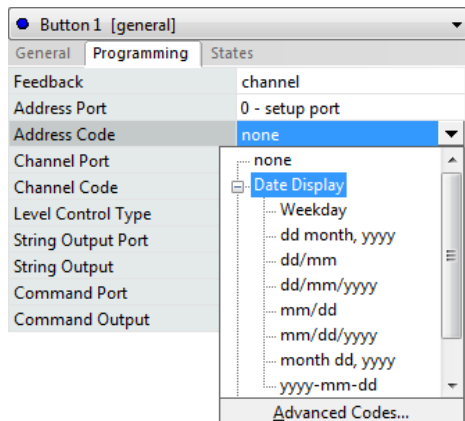 Button 1 [general]
General Programming States
Feedback channel
Address Port 0 - setup port
Address Code none
Channel Port
Channel Code
Level Control Type
String Output Port
String Output
Command Port
Command Output
none
Date Display
Weekday
dd month, yyyy
dd/mm
dd/mm/yyyy
mm/dd
mm/dd/yyyy
month dd, yyyy
yyyy-mm-dd
Advanced Codes...